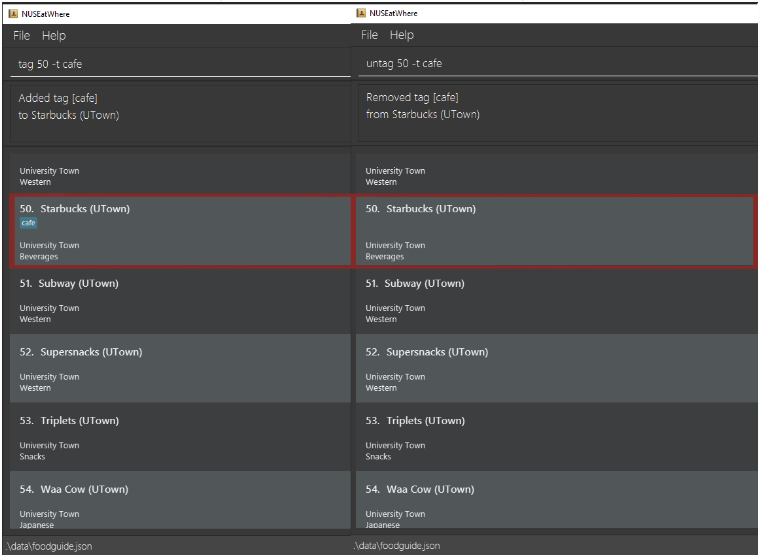 NUSEatWhere
File Help
tag 50 -t cafe
Added tag [cafe]
to Starbucks (UTown)
University Town
Western
50. Starbucks (UTown)
cafe
University Town
Beverages
51. Subway (UTown)
University Town
Western
52. Supersnacks (UTown)
University Town
Western
53. Triplets (UTown)
University Town
Snacks
54. Waa Cow (UTown)
University Town
Japanese
.\data\foodguide.json
NUSEatWhere
File Help
untag 50 -t cafe
Removed tag [cafe]
from Starbucks (UTown)
University Town
Western
50. Starbucks (UTown)
University Town
Beverages
51. Subway (UTown)
University Town
Western
52. Supersnacks (UTown)
University Town
Western
53. Triplets (UTown)
University Town
Snacks
54. Waa Cow (UTown)
University Town
Japanese
.\data\foodguide.json